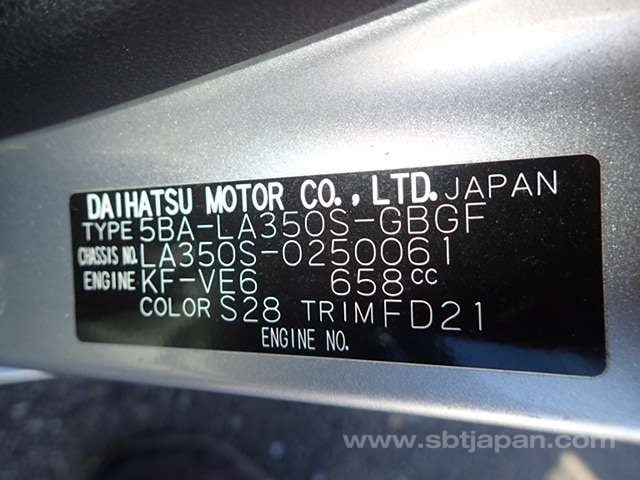 DAIHATSU MOTOR CO., LTD. JAPAN
TYPE 5BA-LA350S-GBGF
CHASSIS NO. LA350S-0250061
ENGINE KF-VE6 658cc
COLOR S28 TRIM FD21
ENGINE NO.
www.sbtjapan.com